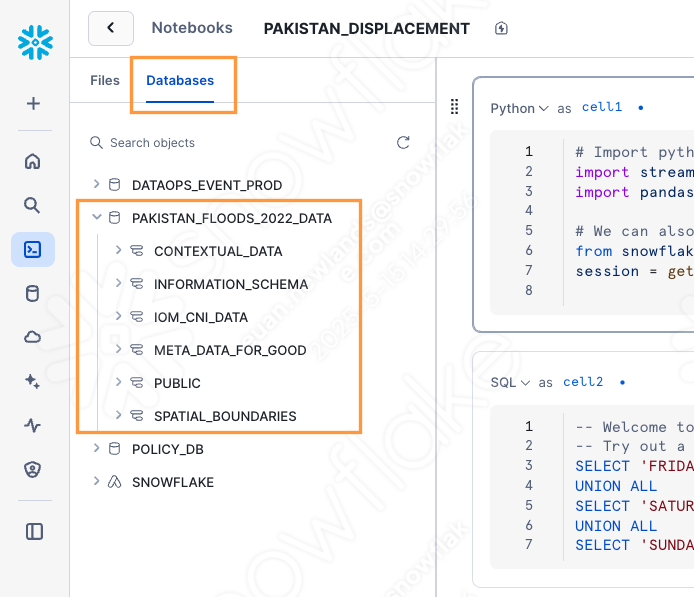 Notebooks PAKISTAN_DISPLACEMENT
Files Databases
Search objects
DATAOPS_EVENT_PROD
PAKISTAN_FLOODS_2022_DATA
CONTEXTUAL_DATA
INFORMATION_SCHEMA
IOM_CNI_DATA
META_DATA_FOR_GOOD
PUBLIC
SPATIAL_BOUNDARIES
POLICY_DB
SNOWFLAKE
Python as cell1
1 # Import pyth
2 import stream
3 import pandas
4
5 # We can also
6 from snowflak
7 session = get
8
SQL as cell2
1 -- Welcome to
2 -- Try out a
3 SELECT 'FRIDA
4 UNION ALL
5 SELECT 'SATUR
6 UNION ALL
7 SELECT 'SUNDA
snowflake
snowflake